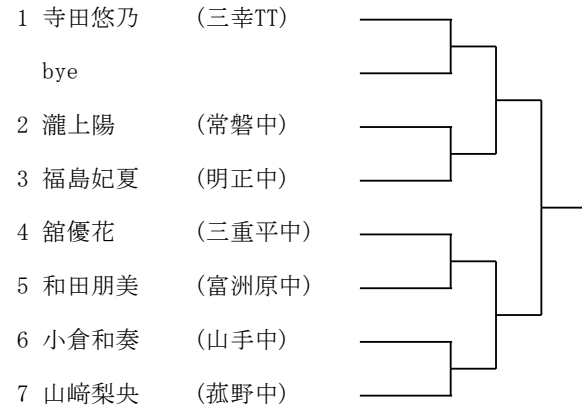 1 寺田悠乃 (三幸TT)
bye
2 瀧上陽 (常磐中)
3 福島妃夏 (明正中)
4 舘優花 (三重平中)
5 和田朋美 (富洲原中)
6 小倉和奏 (山手中)
7 山﨑梨央 (菰野中)